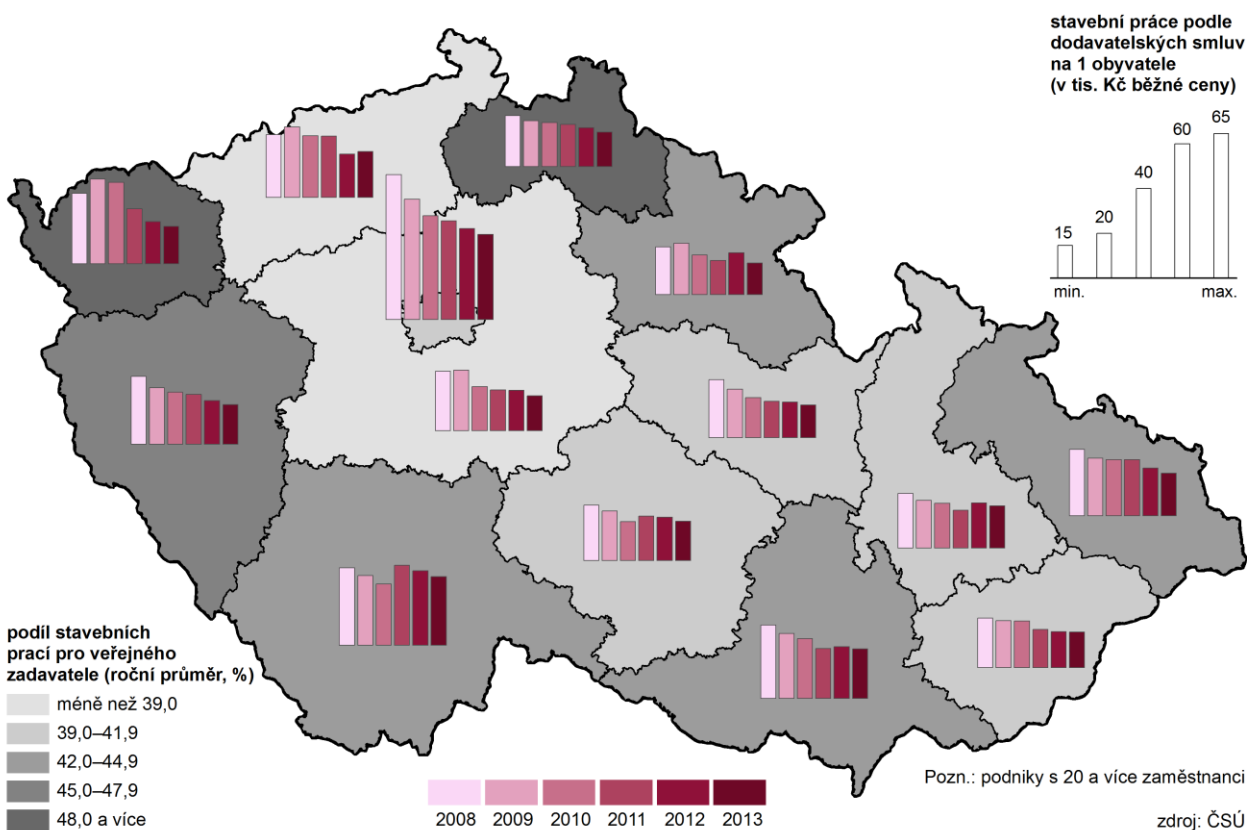 stavební práce podle
dodavatelských smluv
na 1 obyvatele
(v tis. Kč běžné ceny)
15
20
40
60
65
min.
max.
podíl stavebních
prací pro veřejného
zadavatele (roční průměr, %)
méně než 39,0
39,0–41,9
42,0–44,9
45,0–47,9
48,0 a více
2008
2009
2010
2011
2012
2013
Pozn.: podniky s 20 a více zaměstnanci
zdroj: ČSÚ